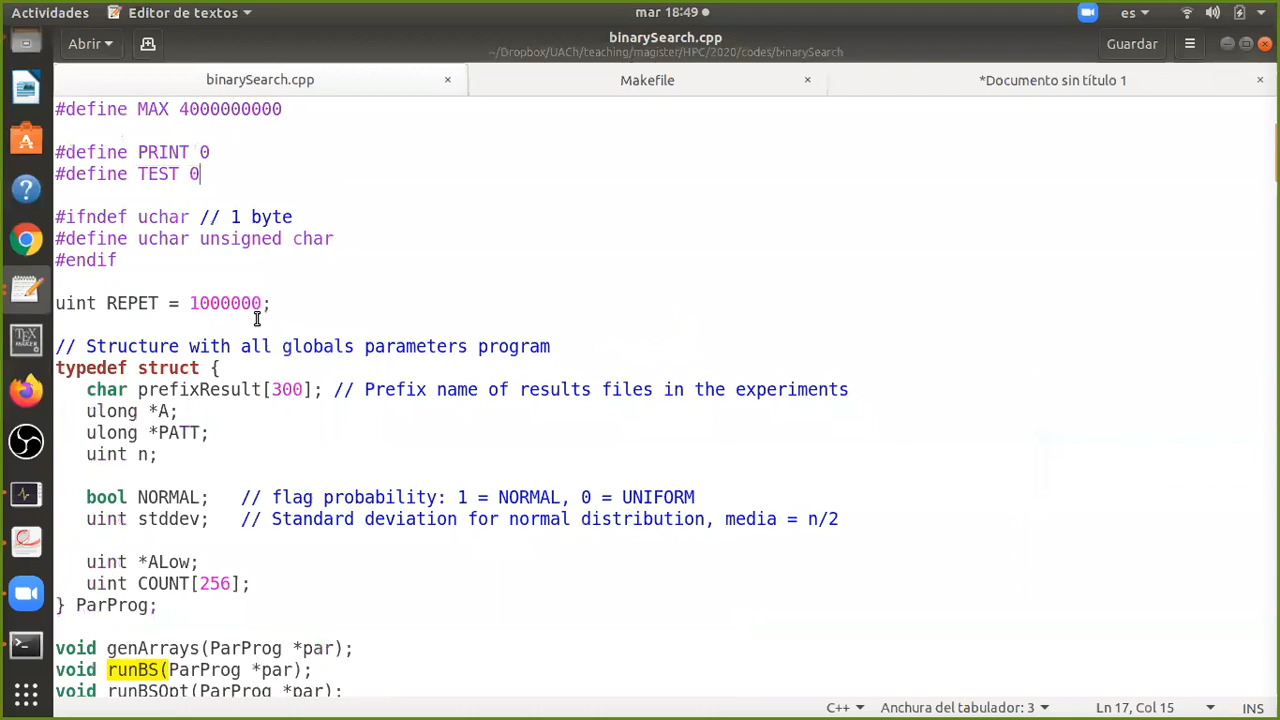 Actividades
Editor de textos
mar 18:49
es
Abrir
binarySearch.cpp
~/Dropbox/UACh/teaching/magister/HPC/2020/codes/binarySearch
Guardar
binarySearch.cpp
Makefile
*Documento sin título 1
#define MAX 4000000000
#define PRINT 0
#define TEST 0
#ifndef uchar // 1 byte
#define uchar unsigned char
#endif
uint REPET = 1000000;
// Structure with all globals parameters program
typedef struct {
char prefixResult[300]; // Prefix name of results files in the experiments
ulong *A;
ulong *PATT;
uint n;
bool NORMAL; // flag probability: 1 = NORMAL, 0 = UNIFORM
uint stddev; // Standard deviation for normal distribution, media = n/2
uint *ALow;
uint COUNT[256];
} ParProg;
void genArrays(ParProg *par);
void runBS(ParProg *par);
void runBSOpt(ParProg *par);
C++
Anchura del tabulador: 3
Ln 17, Col 15
INS